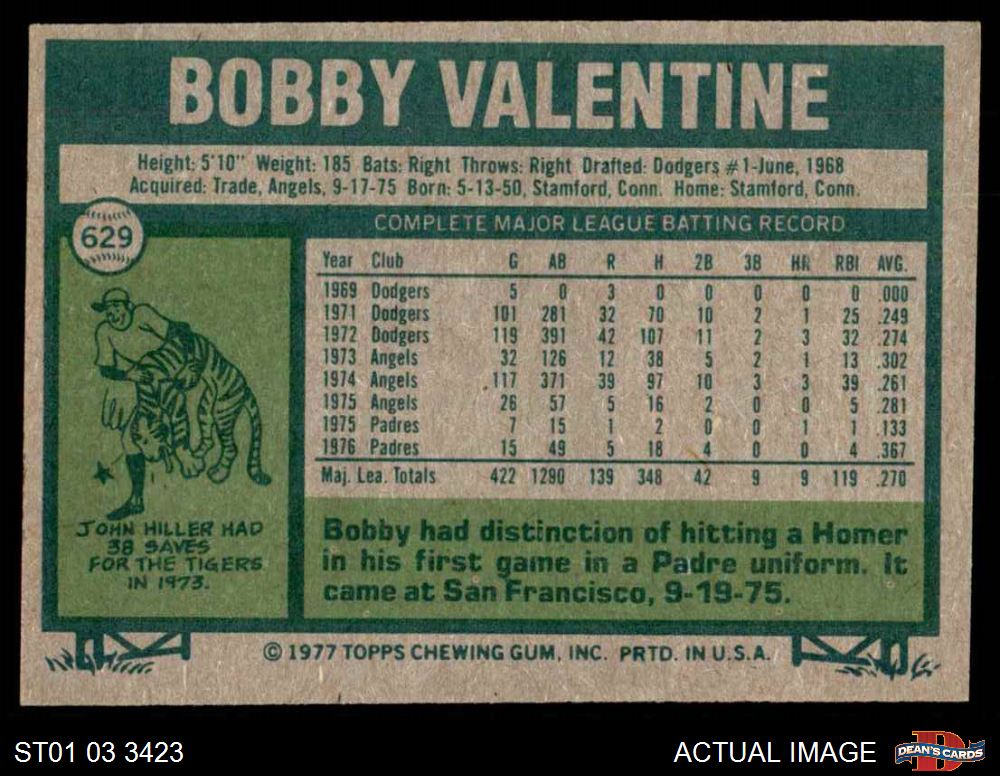 BOBBY VALENTINE
Height: 5'10" Weight: 185 Bats: Right Throws: Right Drafted: Dodgers #1-June, 1968
Acquired: Trade, Angels, 9-17-75 Born: 5-13-50, Stamford, Conn. Home: Stamford, Conn.
629
COMPLETE MAJOR LEAGUE BATTING RECORD
Year Club G AB R H 2B 3B HR RBI AVG.
1969 Dodgers 5 0 3 0 0 0 0 0 .000
1971 Dodgers 101 281 32 70 10 2 1 25 .249
1972 Dodgers 119 391 42 107 11 2 3 32 .274
1973 Angels 32 126 12 38 5 2 1 13 .302
1974 Angels 117 371 39 97 10 3 3 39 .261
1975 Angels 26 57 5 16 2 0 0 5 .281
1975 Padres 7 15 1 2 0 0 1 1 .133
1976 Padres 15 49 5 18 4 0 0 4 .367
Maj. Lea. Totals 422 1290 139 348 42 9 9 119 .270
JOHN HILLER HAD
38 SAVES
FOR THE TIGERS
IN 1973.
Bobby had distinction of hitting a Homer
in his first game in a Padre uniform. It
came at San Francisco, 9-19-75.
© 1977 TOPPS CHEWING GUM, INC. PRTD. IN U.S.A.
ST01 03 3423
ACTUAL IMAGE
DEAN'S CARDS